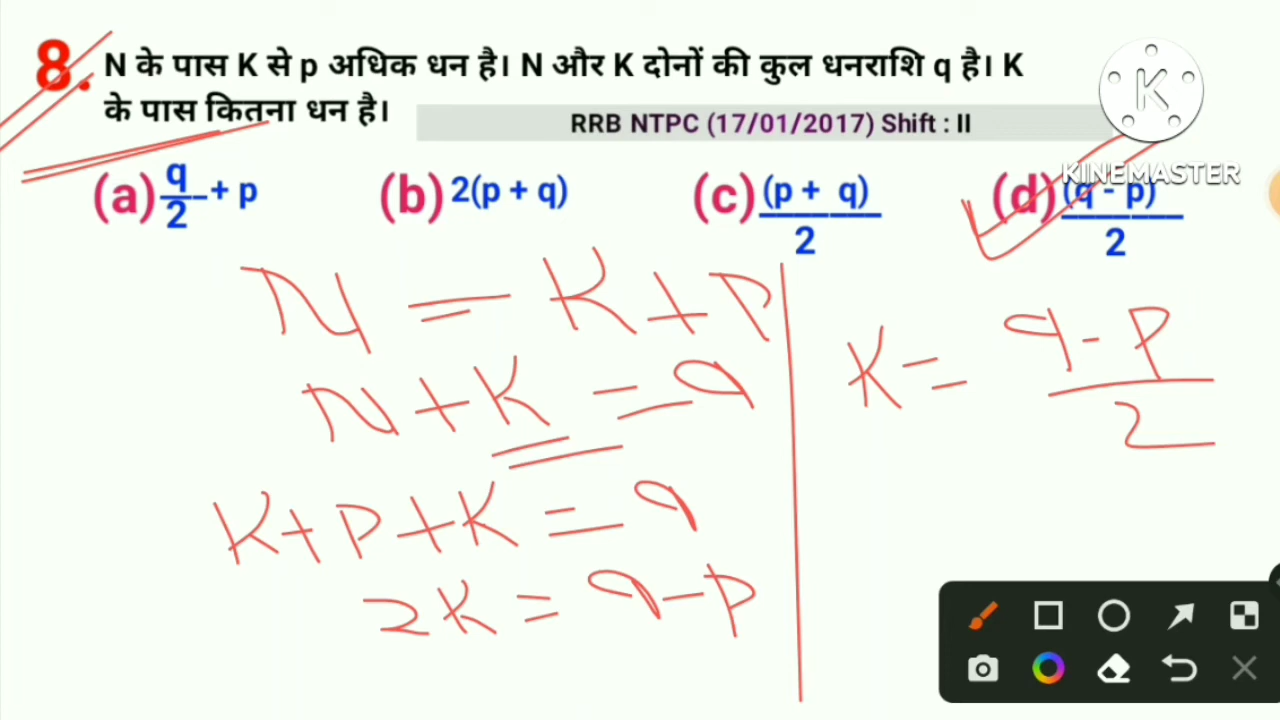 8. N के पास K से p अधिक धन है। N और K दोनों की कुल धनराशि q है। K
के पास कितना धन है।
RRB NTPC (17/01/2017) Shift : II
K
KINEMASTER
(a) q/2 + p (b) 2(p + q) (c) (p + q)/2 (d) (q - p)/2
N = K + P
N + K = q
K + P + K = q
2K = q - P
K = q - P
2